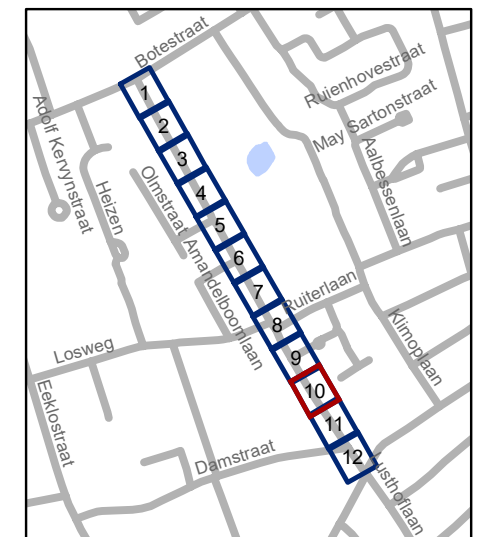 Botestraat
Ruienhovestraat
May Sartonstraat
Adolf Kervynstraat
Aalbessenlaan
Heizen
Olmstraat
Amandelboomlaan
Ruiterlaan
Klimoplaan
Losweg
Eeklostraat
Damstraat
Lusthoflaan
1
2
3
4
5
6
7
8
9
10
11
12